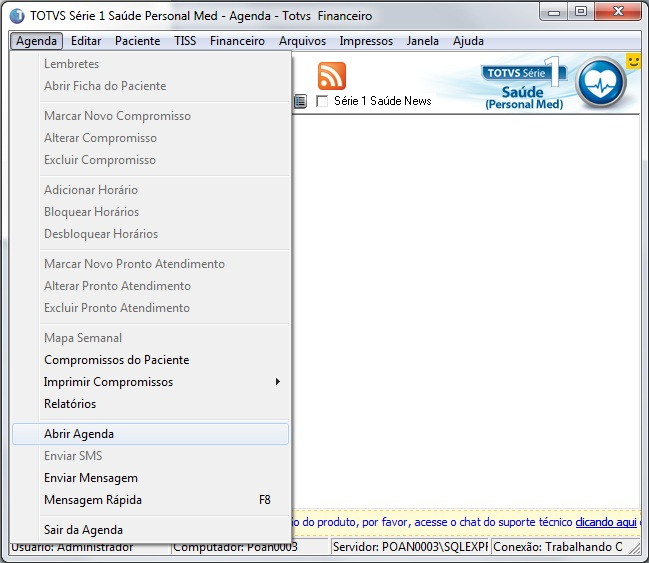 TOTVS Série 1 Saúde Personal Med - Agenda - Totvs Financeiro
Agenda Editar Paciente TISS Financeiro Arquivos Impressos Janela Ajuda
Lembretes
Abrir Ficha do Paciente
Marcar Novo Compromisso
Alterar Compromisso
Excluir Compromisso
Adicionar Horário
Bloquear Horários
Desbloquear Horários
Marcar Novo Pronto Atendimento
Alterar Pronto Atendimento
Excluir Pronto Atendimento
Mapa Semanal
Compromissos do Paciente
Imprimir Compromissos
Relatórios
Abrir Agenda
Enviar SMS
Enviar Mensagem
Mensagem Rápida F8
Sair da Agenda
Série 1 Saúde News
TOTVS Série 1
Saúde
(Personal Med)
do produto, por favor, acesse o chat do suporte técnico clicando aqui
Usuário: Administrador Computador: Poan0003 Servidor: POAN0003\SQLEXPR Conexão: Trabalhando O